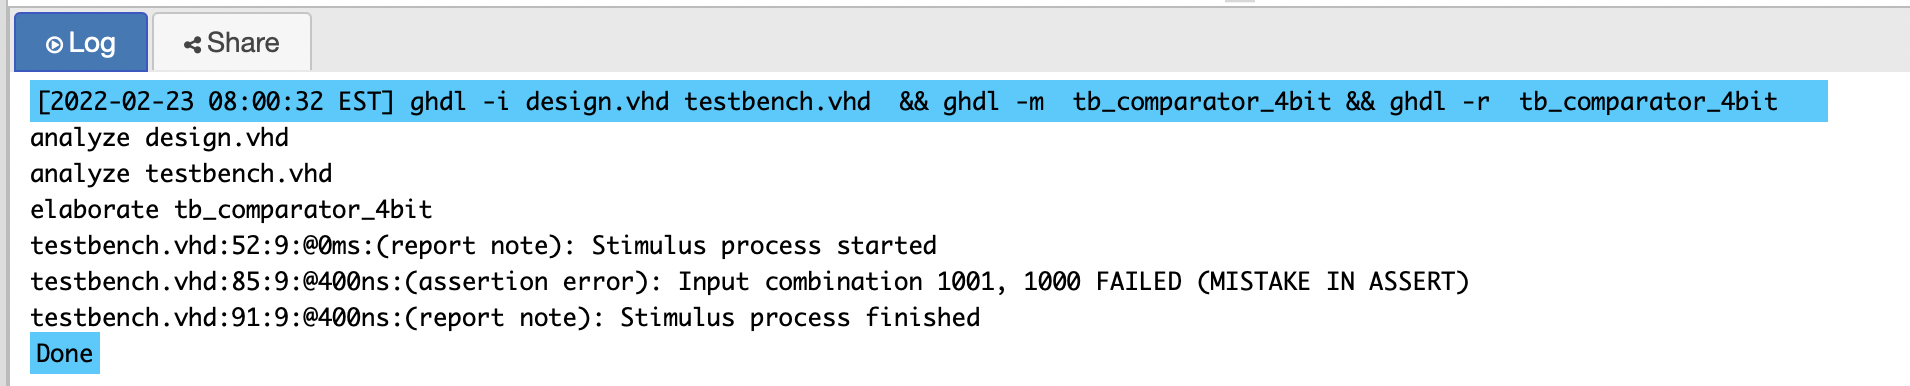 Log
Share
[2022-02-23 08:00:32 EST] ghdl -i design.vhd testbench.vhd  && ghdl -m  tb_comparator_4bit && ghdl -r  tb_comparator_4bit
analyze design.vhd
analyze testbench.vhd
elaborate tb_comparator_4bit
testbench.vhd:52:9:@0ms:(report note): Stimulus process started
testbench.vhd:85:9:@400ns:(assertion error): Input combination 1001, 1000 FAILED (MISTAKE IN ASSERT)
testbench.vhd:91:9:@400ns:(report note): Stimulus process finished
Done